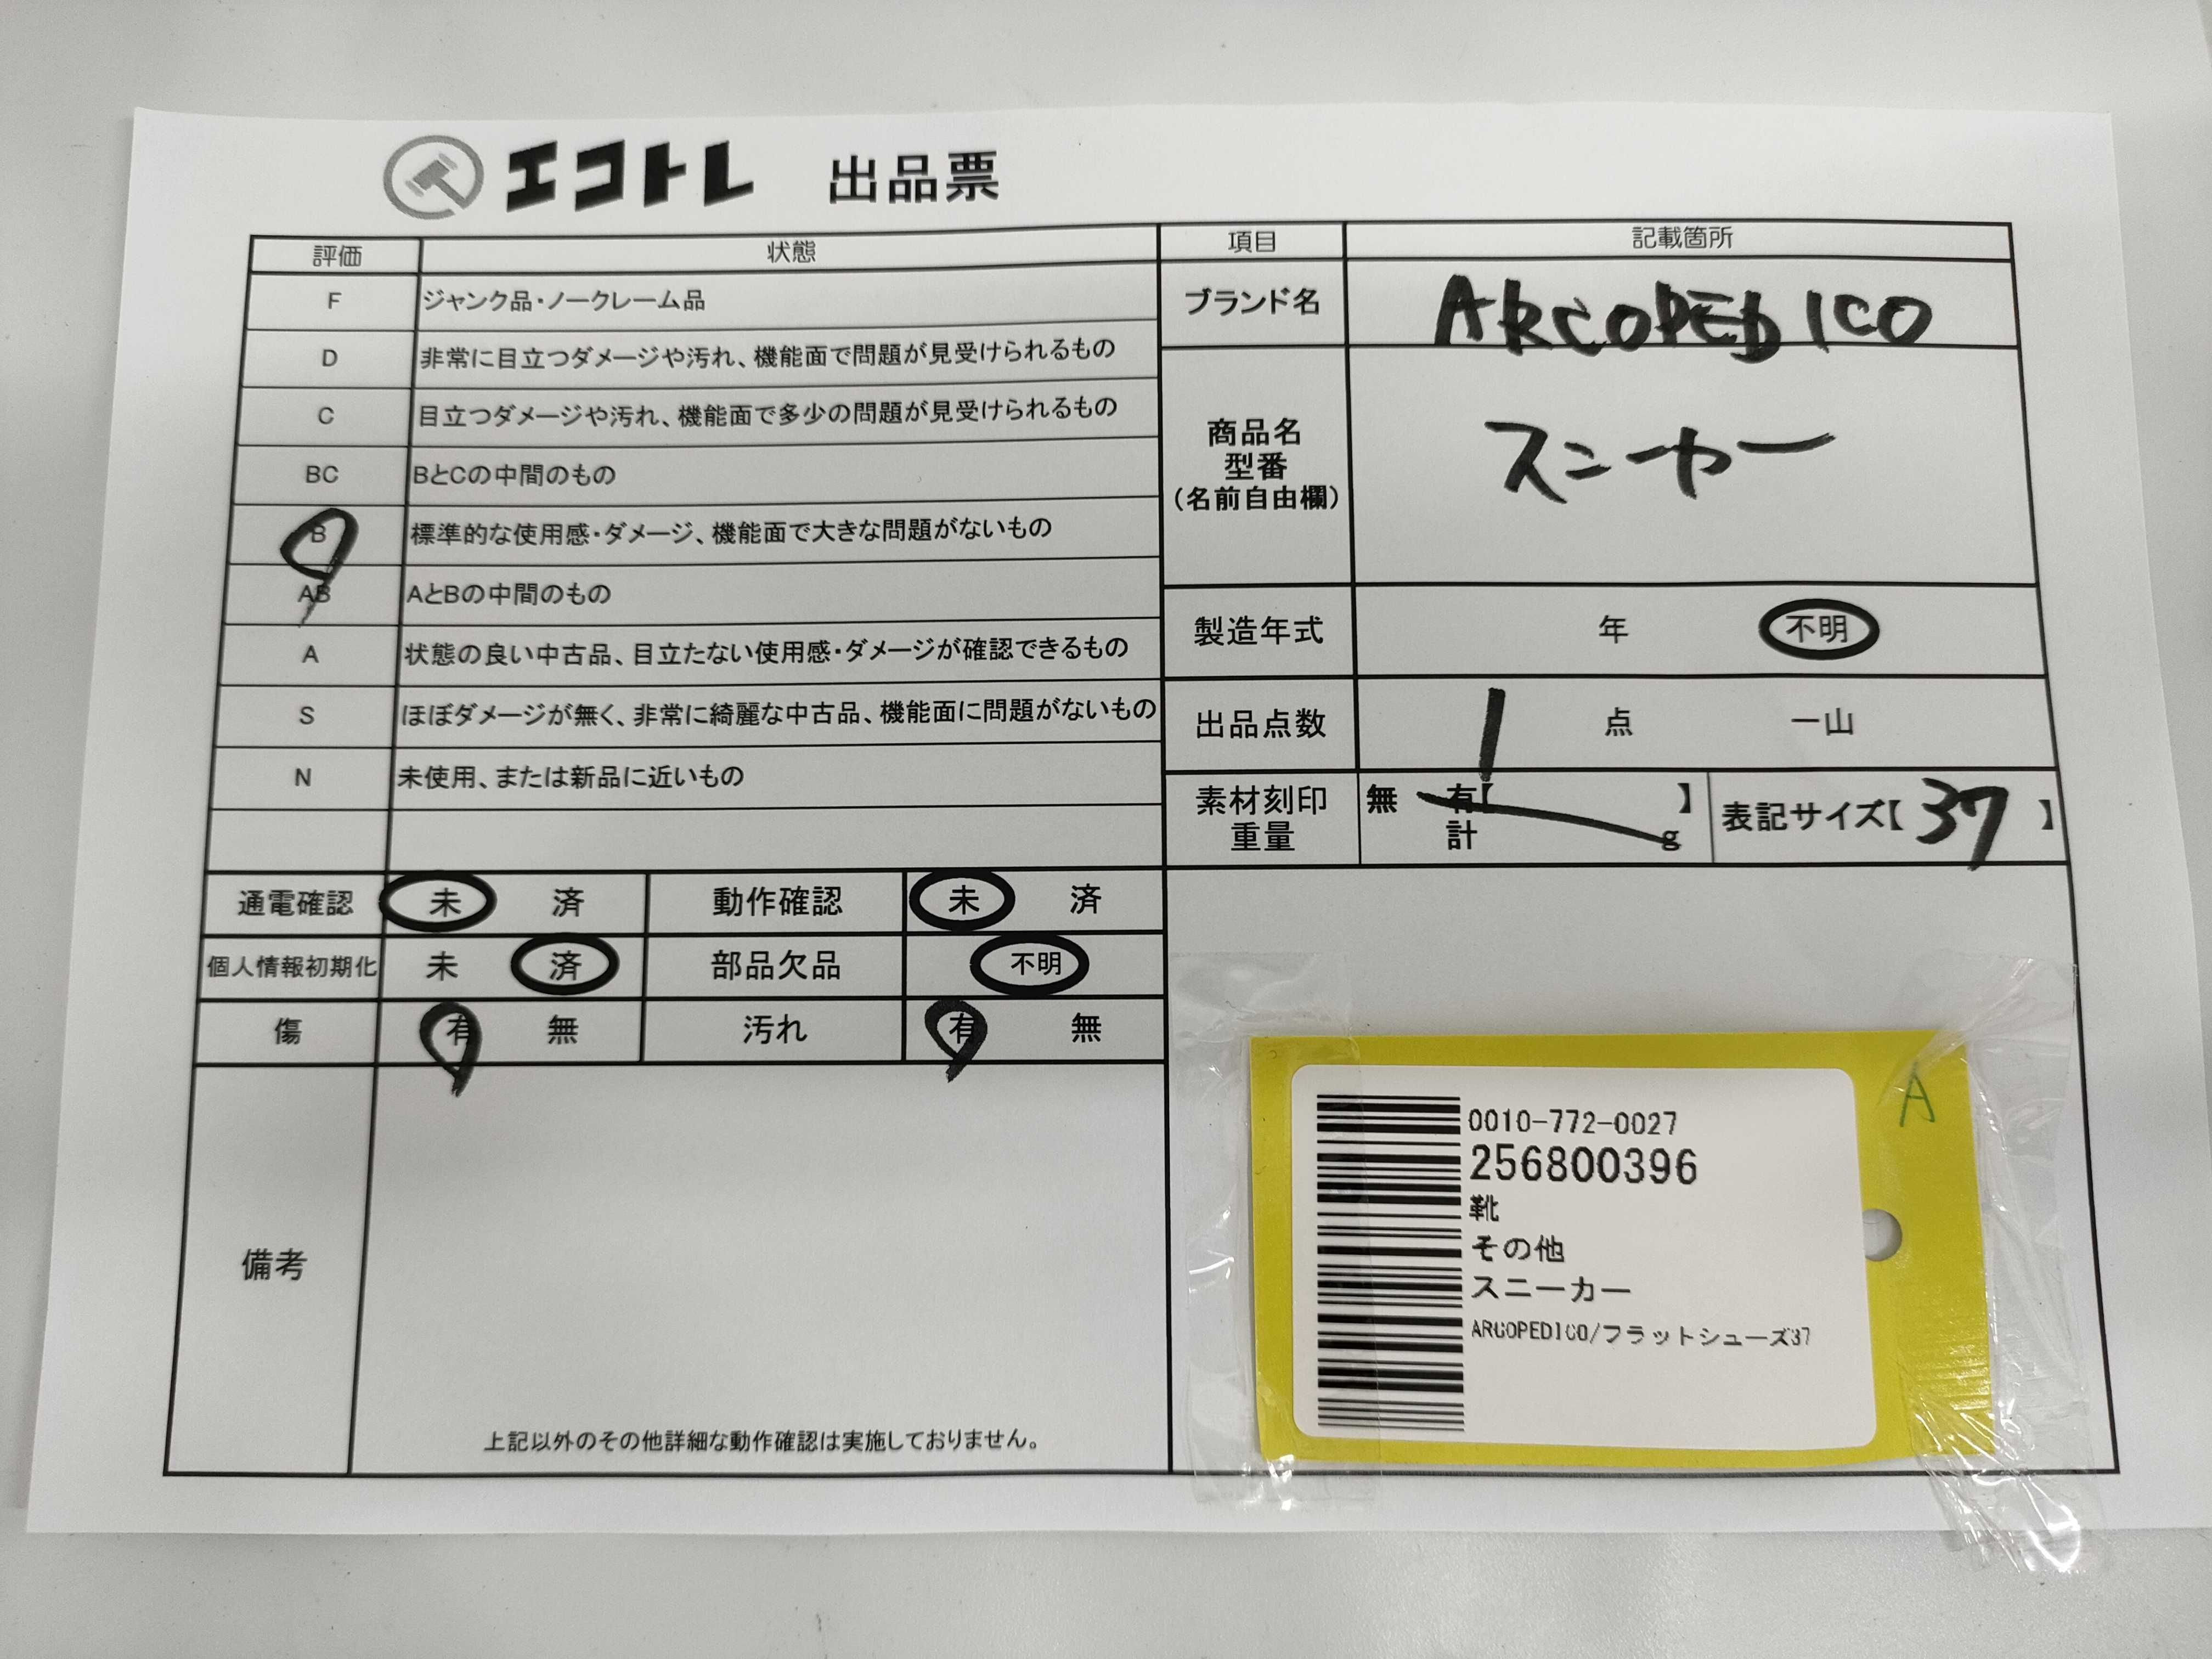 エコトレ 出品票
評価 状態
F ジャンク品・ノークレーム品
D 非常に目立つダメージや汚れ、機能面で問題が見受けられるもの
C 目立つダメージや汚れ、機能面で多少の問題が見受けられるもの
BC BとCの中間のもの
B 標準的な使用感・ダメージ、機能面で大きな問題がないもの
AB AとBの中間のもの
A 状態の良い中古品、目立たない使用感・ダメージが確認できるもの
S ほぼダメージが無く、非常に綺麗な中古品、機能面に問題がないもの
N 未使用、または新品に近いもの
通電確認 未 済 動作確認 未 済
個人情報初期化 未 済 部品欠品 不明
傷 有 無 汚れ 有 無
備考
上記以外のその他詳細な動作確認は実施しておりません。
項目 記載箇所
ブランド名 ARCOPEDICO
商品名
型番
(名前自由欄)
スニーカー
製造年式 年 不明
出品点数 1 点 一山
素材刻印 無 有【 】
重量 計 g
表記サイズ【 37 】
A
0010-772-0027
256800396
靴
その他
スニーカー
ARCOPEDICO/フラットシューズ37